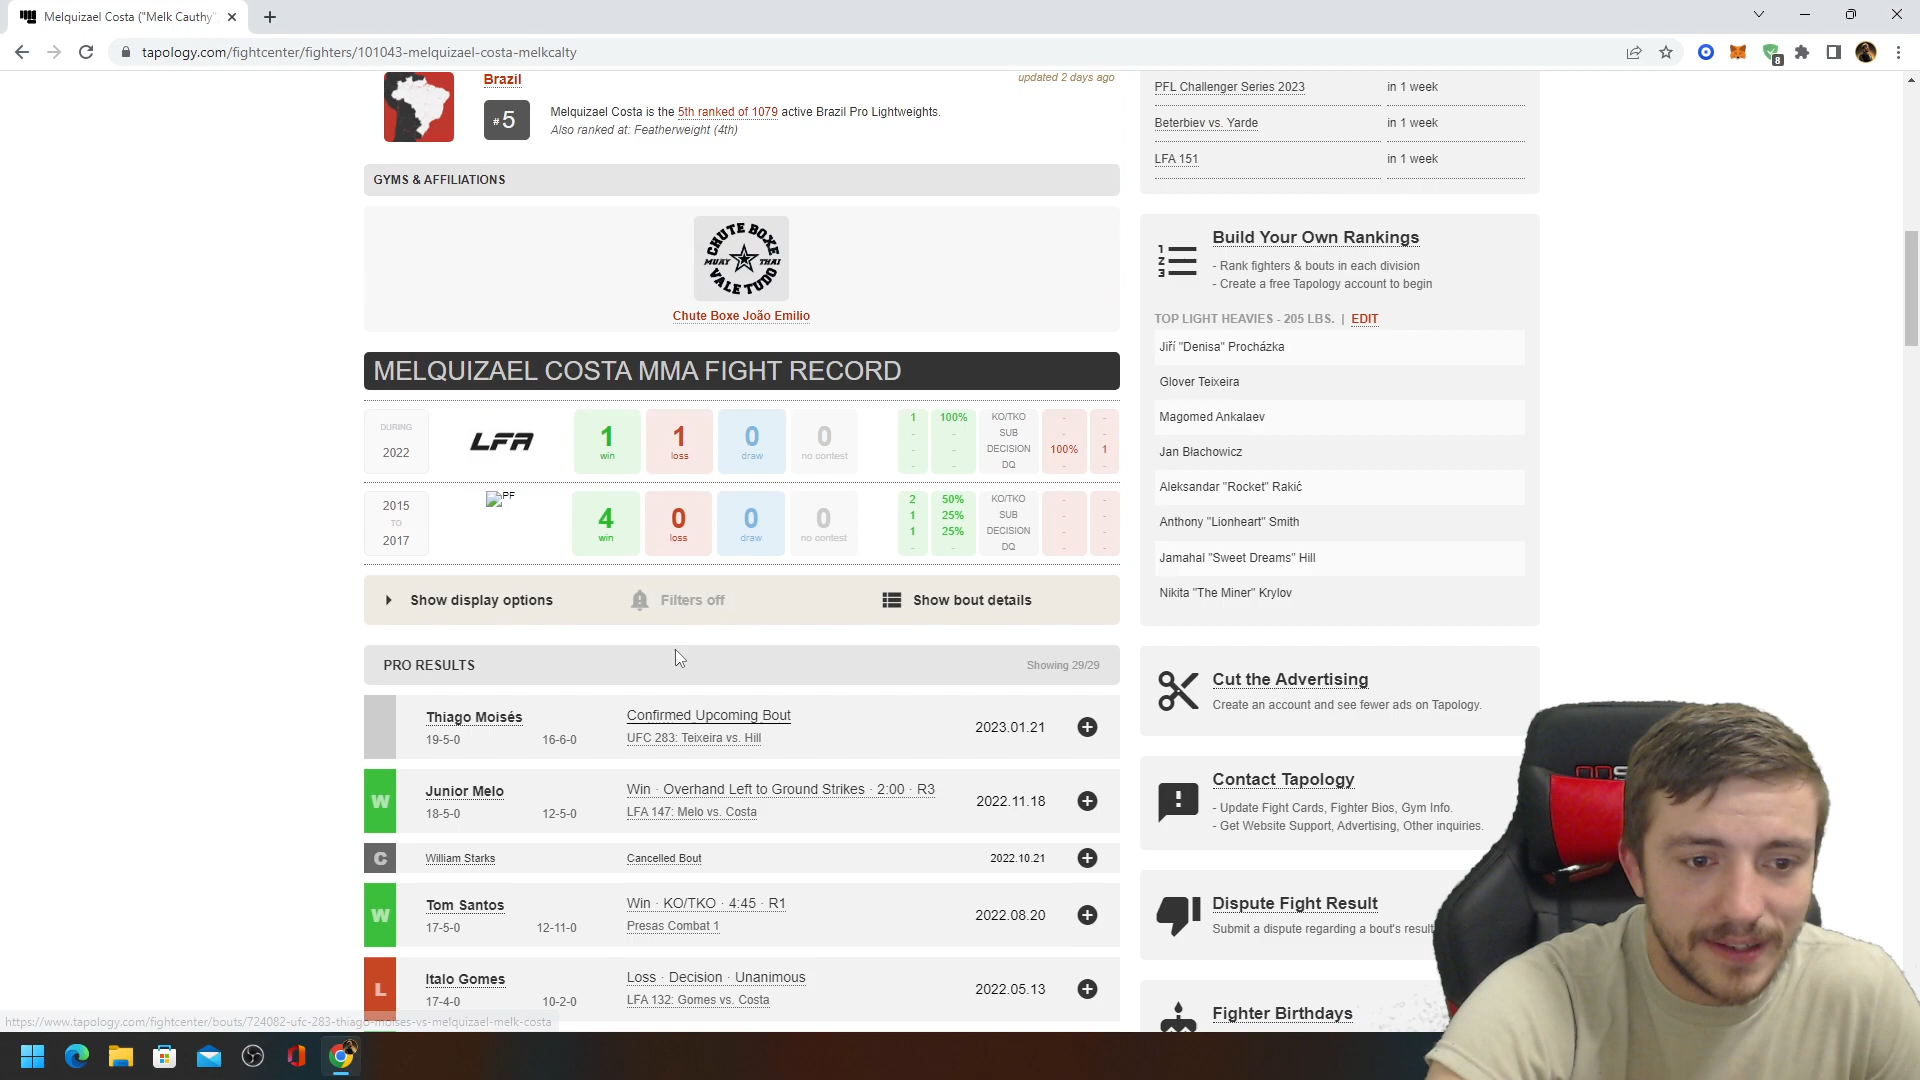 Melquizael Costa ("Melk Cauthy"
tapology.com/fightcenter/fighters/101043-melquizael-costa-melkcalty
8
Brazil
updated 2 days ago
#5
Melquizael Costa is the 5th ranked of 1079 active Brazil Pro Lightweights.
Also ranked at: Featherweight (4th)
GYMS & AFFILIATIONS
CHUTE BOXE
MUAY THAI
VALE TUDO
Chute Boxe João Emilio
MELQUIZAEL COSTA MMA FIGHT RECORD
DURING
2022
LFA
1
win
1
loss
0
draw
0
no contest
1 100% KO/TKO - -
- - SUB - -
- - DECISION 100% 1
- - DQ - -
2015
TO
2017
PF
4
win
0
loss
0
draw
0
no contest
2 50% KO/TKO - -
1 25% SUB - -
1 25% DECISION - -
- - DQ - -
Show display options
Filters off
Show bout details
PRO RESULTS
Showing 29/29
Thiago Moisés Confirmed Upcoming Bout 2023.01.21
19-5-0 16-6-0 UFC 283: Teixeira vs. Hill
W Junior Melo Win · Overhand Left to Ground Strikes · 2:00 · R3 2022.11.18
18-5-0 12-5-0 LFA 147: Melo vs. Costa
C William Starks Cancelled Bout 2022.10.21
W Tom Santos Win · KO/TKO · 4:45 · R1 2022.08.20
17-5-0 12-11-0 Presas Combat 1
L Italo Gomes Loss · Decision · Unanimous 2022.05.13
17-4-0 10-2-0 LFA 132: Gomes vs. Costa
https://www.tapology.com/fightcenter/bouts/724082-ufc-283-thiago-moises-vs-melquizael-melk-costa
PFL Challenger Series 2023 in 1 week
Beterbiev vs. Yarde in 1 week
LFA 151 in 1 week
1
2
3
Build Your Own Rankings
- Rank fighters & bouts in each division
- Create a free Tapology account to begin
TOP LIGHT HEAVIES - 205 LBS. | EDIT
Jiří "Denisa" Procházka
Glover Teixeira
Magomed Ankalaev
Jan Błachowicz
Aleksandar "Rocket" Rakić
Anthony "Lionheart" Smith
Jamahal "Sweet Dreams" Hill
Nikita "The Miner" Krylov
Cut the Advertising
Create an account and see fewer ads on Tapology.
Contact Tapology
- Update Fight Cards, Fighter Bios, Gym Info.
- Get Website Support, Advertising, Other inquiries.
Dispute Fight Result
Submit a dispute regarding a bout's result
Fighter Birthdays